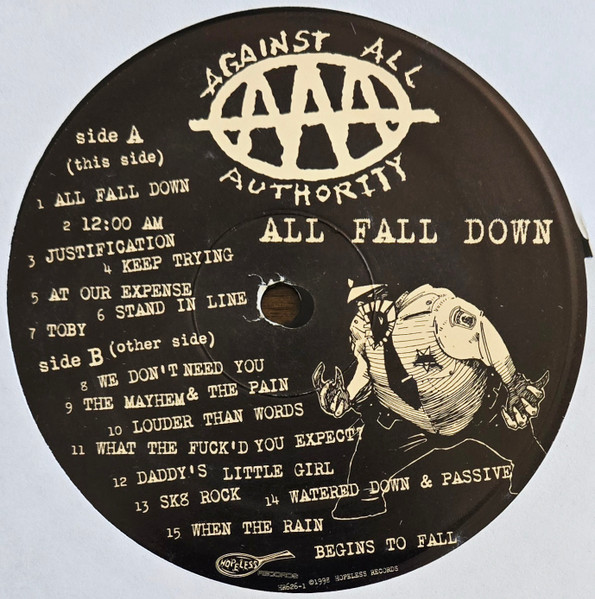 AGAINST ALL
AUTHORITY
ALL FALL DOWN
side A
(this side)
1 ALL FALL DOWN
2 12:00 AM
3 JUSTIFICATION
4 KEEP TRYING
5 AT OUR EXPENSE
6 STAND IN LINE
7 TOBY
side B (other side)
8 WE DON'T NEED YOU
9 THE MAYHEM & THE PAIN
10 LOUDER THAN WORDS
11 WHAT THE FUCK'D YOU EXPECT?
12 DADDY'S LITTLE GIRL
13 SK8 ROCK
14 WATERED DOWN & PASSIVE
15 WHEN THE RAIN
BEGINS TO FALL
HOPELESS
RECORDS
HR626-1 ©1998 HOPELESS RECORDS